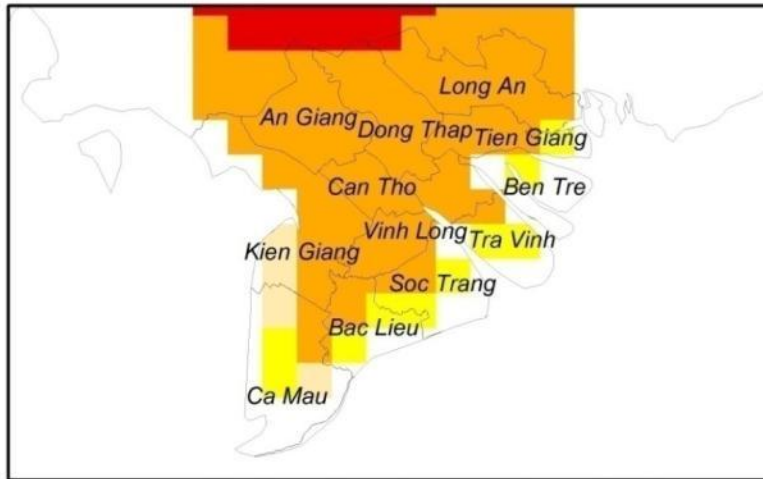 Long An
An Giang
Dong Thap
Tien Giang
Can Tho
Ben Tre
Vinh Long
Tra Vinh
Kien Giang
Soc Trang
Bac Lieu
Ca Mau